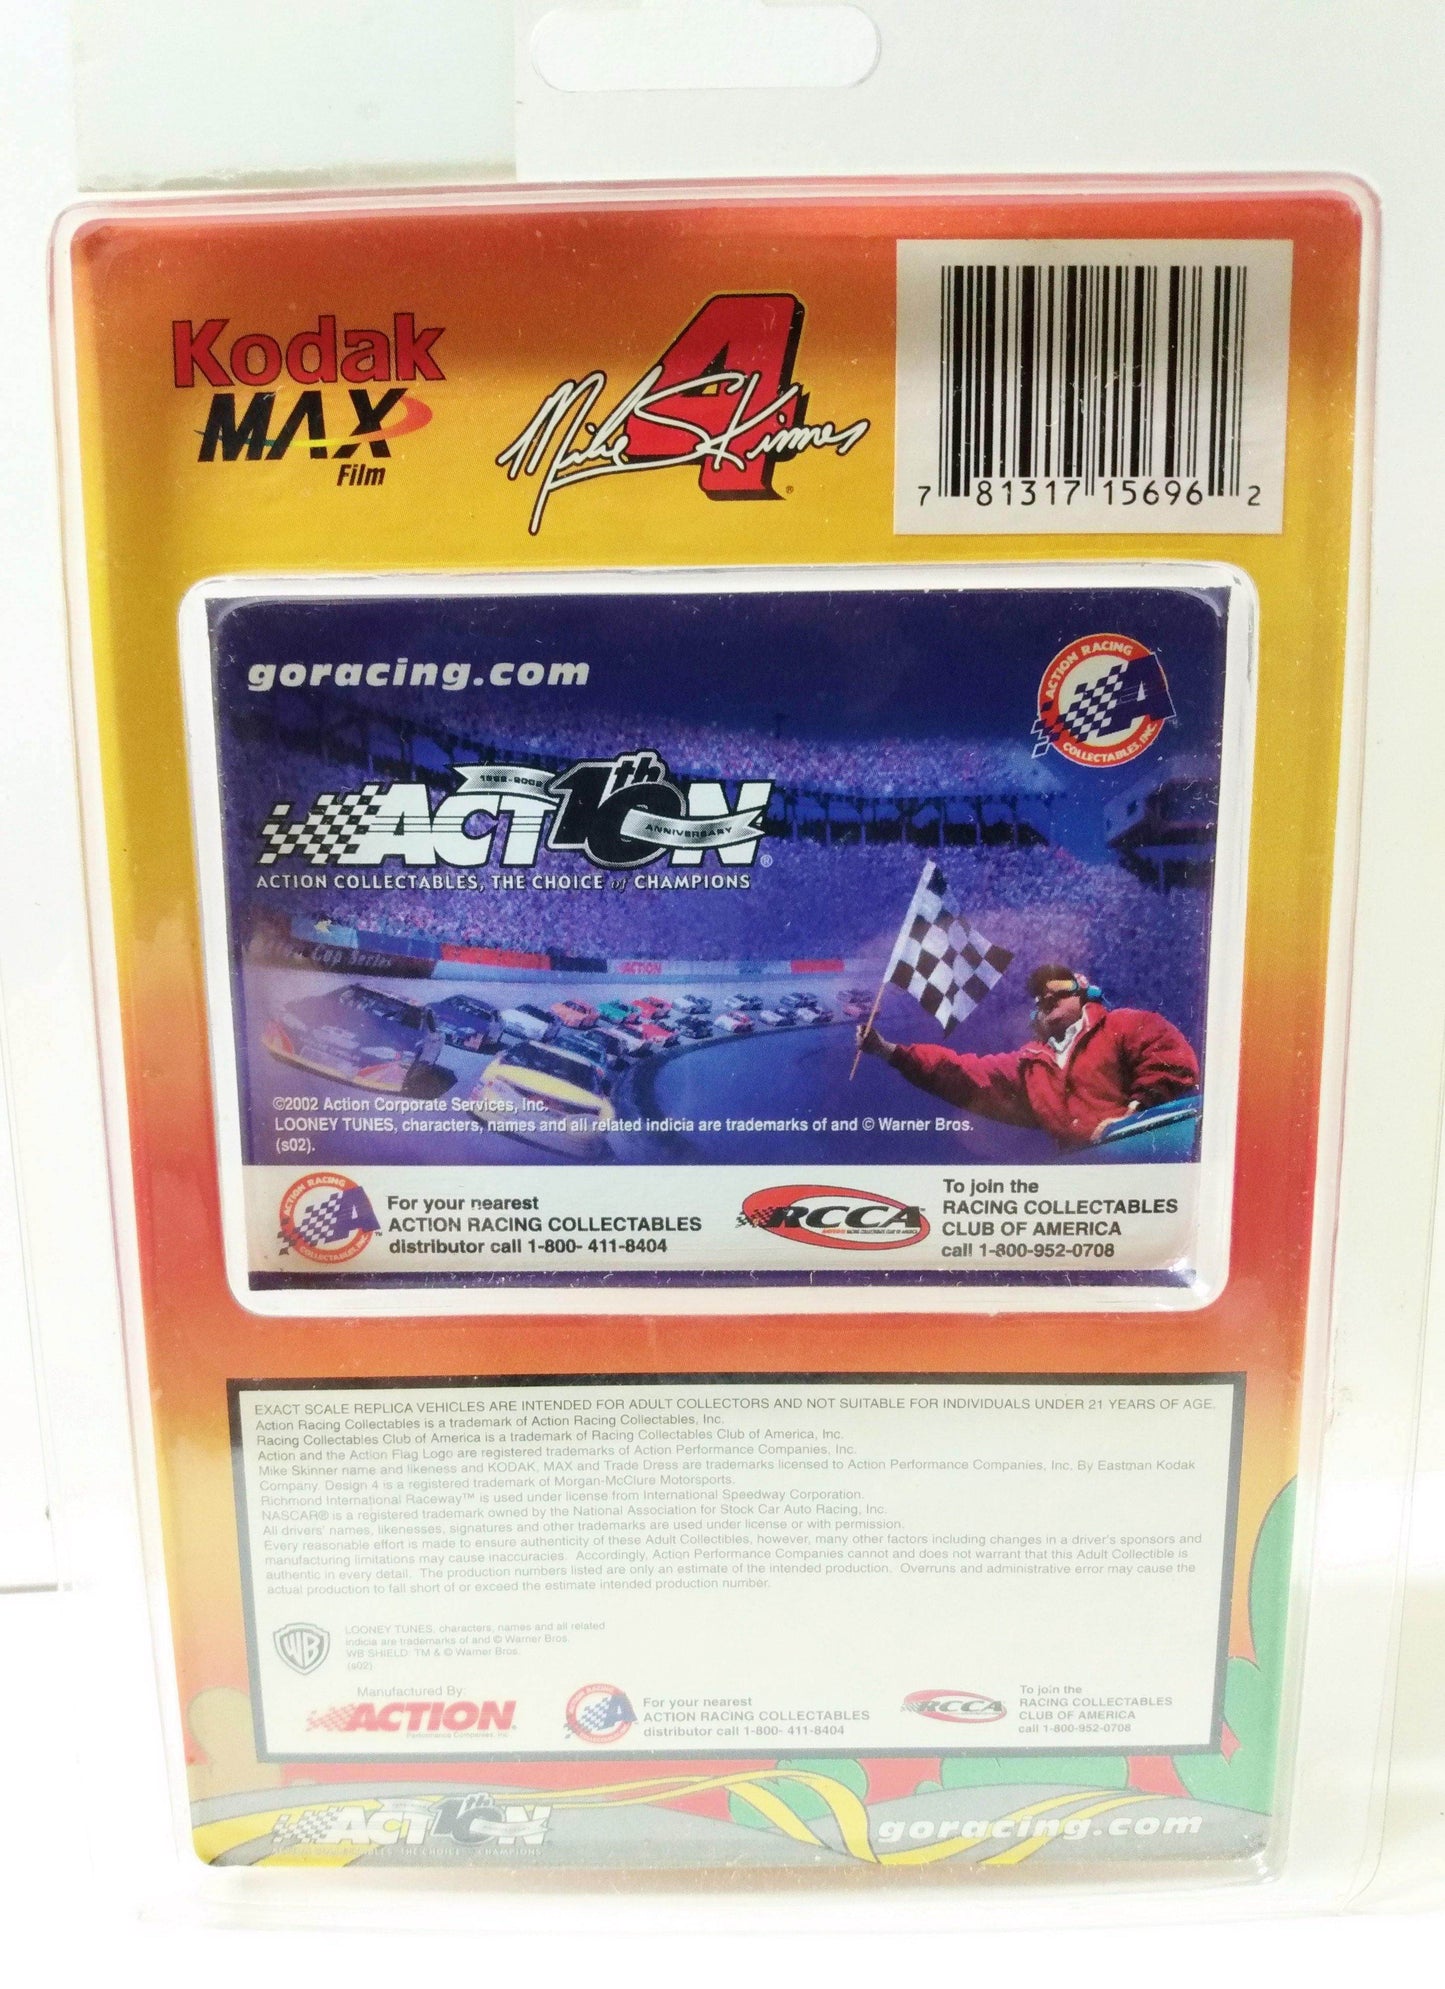 Kodak
MAX
Film
4
Mike Skinner
®
7 81317 15696 2
goracing.com
ACTION RACING
COLLECTABLES, INC.
1992-2002
10th
ACTION
ANNIVERSARY
®
ACTION COLLECTABLES, THE CHOICE of CHAMPIONS
Cup Series
ACTION
©2002 Action Corporate Services, Inc.
LOONEY TUNES, characters, names and all related indicia are trademarks of and © Warner Bros.
(s02).
ACTION RACING
COLLECTABLES, INC.
For your nearest
ACTION RACING COLLECTABLES
distributor call 1-800- 411-8404
RCCA
To join the
RACING COLLECTABLES
CLUB OF AMERICA
call 1-800-952-0708
EXACT SCALE REPLICA VEHICLES ARE INTENDED FOR ADULT COLLECTORS AND NOT SUITABLE FOR INDIVIDUALS UNDER 21 YEARS OF AGE.
Action Racing Collectables is a trademark of Action Racing Collectables, Inc.
Racing Collectables Club of America is a trademark of Racing Collectables Club of America, Inc.
Action and the Action Flag Logo are registered trademarks of Action Performance Companies, Inc.
Mike Skinner name and likeness and KODAK, MAX and Trade Dress are trademarks licensed to Action Performance Companies, Inc. By Eastman Kodak
Company. Design 4 is a registered trademark of Morgan-McClure Motorsports.
Richmond International Raceway™ is used under license from International Speedway Corporation.
NASCAR® is a registered trademark owned by the National Association for Stock Car Auto Racing, Inc.
All drivers' names, likenesses, signatures and other trademarks are used under license or with permission.
Every reasonable effort is made to ensure authenticity of these Adult Collectibles, however, many other factors including changes in a driver's sponsors and
manufacturing limitations may cause inaccuracies. Accordingly, Action Performance Companies cannot and does not warrant that this Adult Collectible is
authentic in every detail. The production numbers listed are only an estimate of the intended production. Overruns and administrative error may cause the
actual production to fall short of or exceed the estimate intended production number.
WB
LOONEY TUNES, characters, names and all related
indicia are trademarks of and © Warner Bros.
WB SHIELD: TM & © Warner Bros.
(s02)
Manufactured By:
ACTION
Performance Companies, Inc.
For your nearest
ACTION RACING COLLECTABLES
distributor call 1-800- 411-8404
RCCA
To join the
RACING COLLECTABLES
CLUB OF AMERICA
call 1-800-952-0708
10th
ACTION
goracing.com